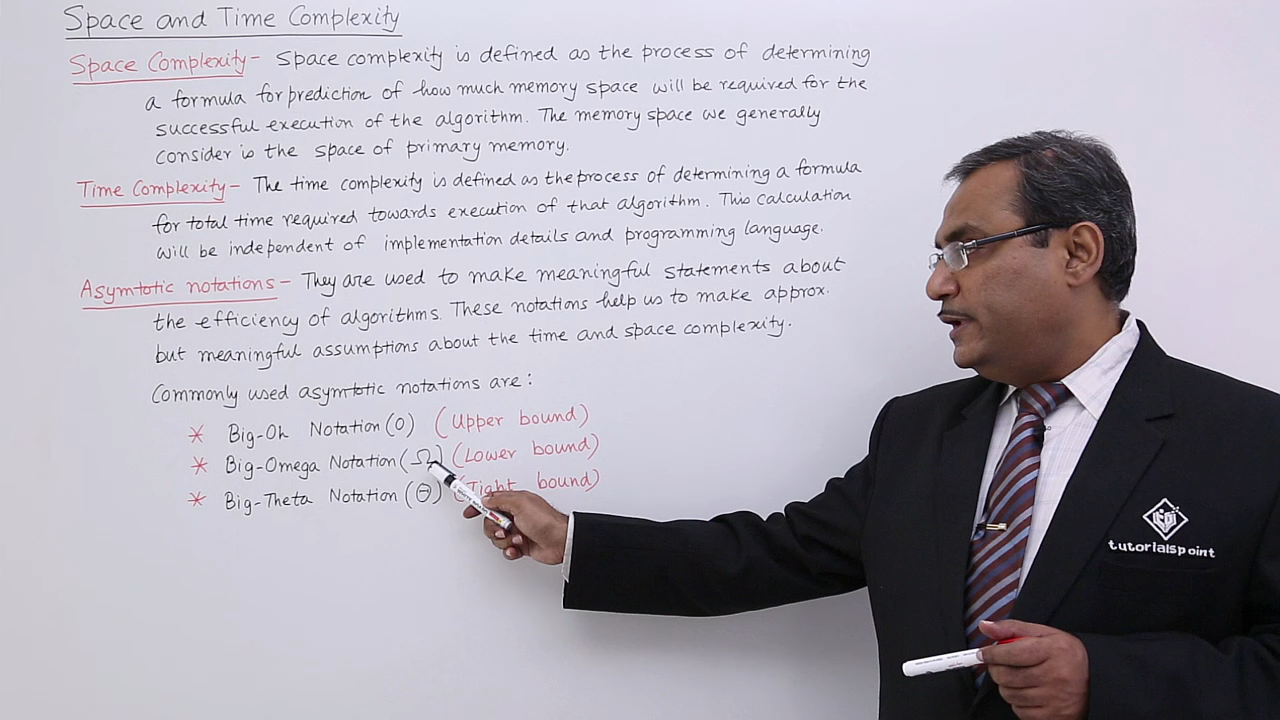 Space and Time Complexity
Space Complexity- Space complexity is defined as the process of determining
a formula for prediction of how much memory space will be required for the
successful execution of the algorithm. The memory space we generally
consider is the space of primary memory.
Time Complexity- The time complexity is defined as the process of determining a formula
for total time required towards execution of that algorithm. This calculation
will be independent of implementation details and programming language.
Asymtotic notations- They are used to make meaningful statements about
the efficiency of algorithms. These notations help us to make approx.
but meaningful assumptions about the time and space complexity.
Commonly used asymtotic notations are:
* Big-Oh Notation(O) (Upper bound)
* Big-Omega Notation(Ω) (Lower bound)
* Big-Theta Notation (Θ) (Tight bound)
tutorialspoint